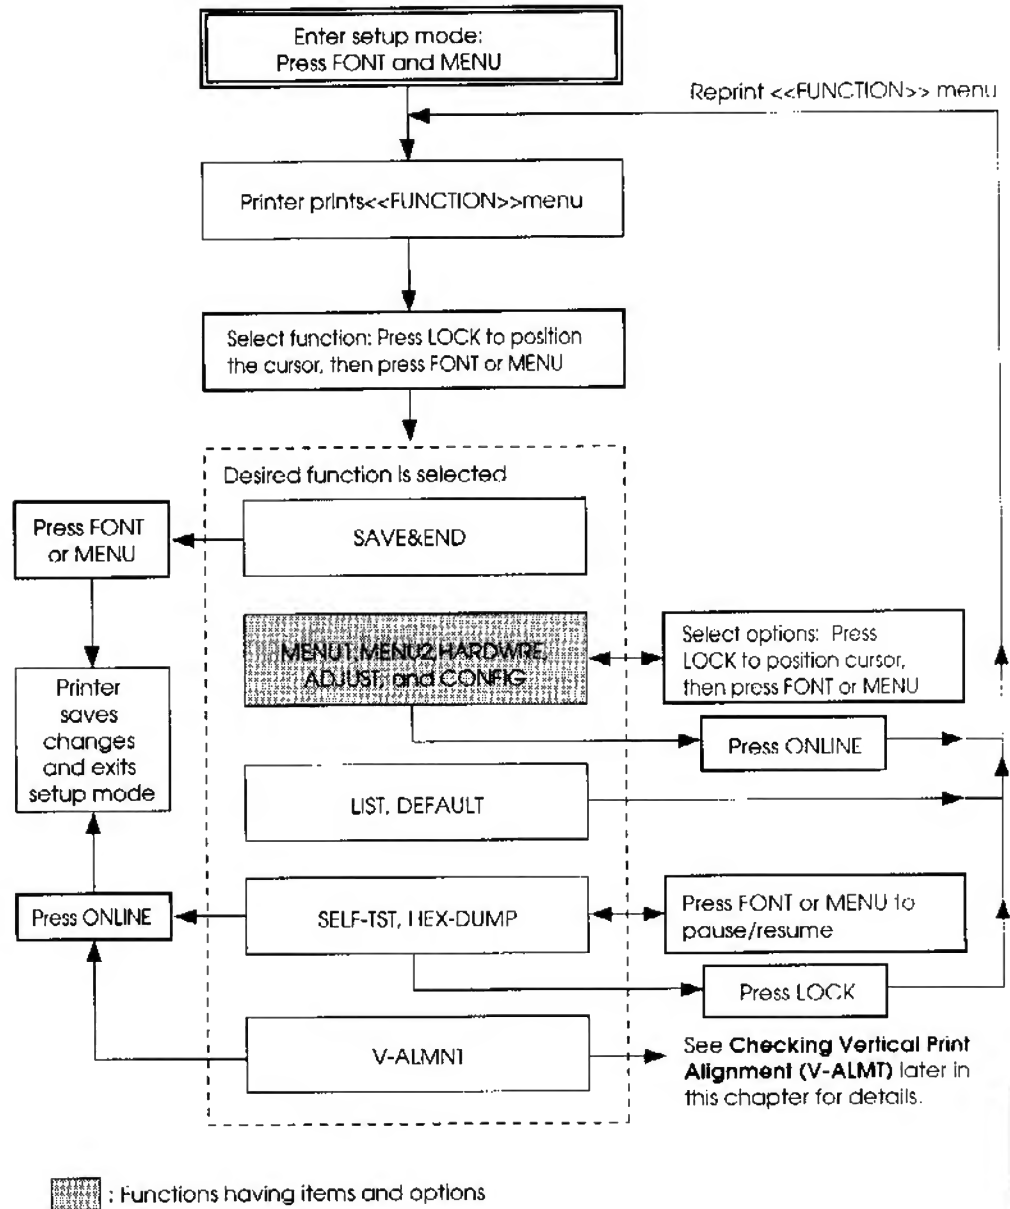 Enter setup mode:
Press FONT and MENU
Reprint <<FUNCTION>> menu
Printer prints<<FUNCTION>>menu
Select function: Press LOCK to position
the cursor, then press FONT or MENU
Desired function is selected
Press FONT
or MENU
SAVE&END
MENU1,MENU2,HARDWRE,
ADJUST, and CONFIG
Select options: Press
LOCK to position cursor,
then press FONT or MENU
Printer
saves
changes
and exits
setup mode
Press ONLINE
LIST, DEFAULT
Press ONLINE
SELF-TST, HEX-DUMP
Press FONT or MENU to
pause/resume
Press LOCK
V-ALMNT
See Checking Vertical Print
Alignment (V-ALMT) later in
this chapter for details.
: Functions having items and options